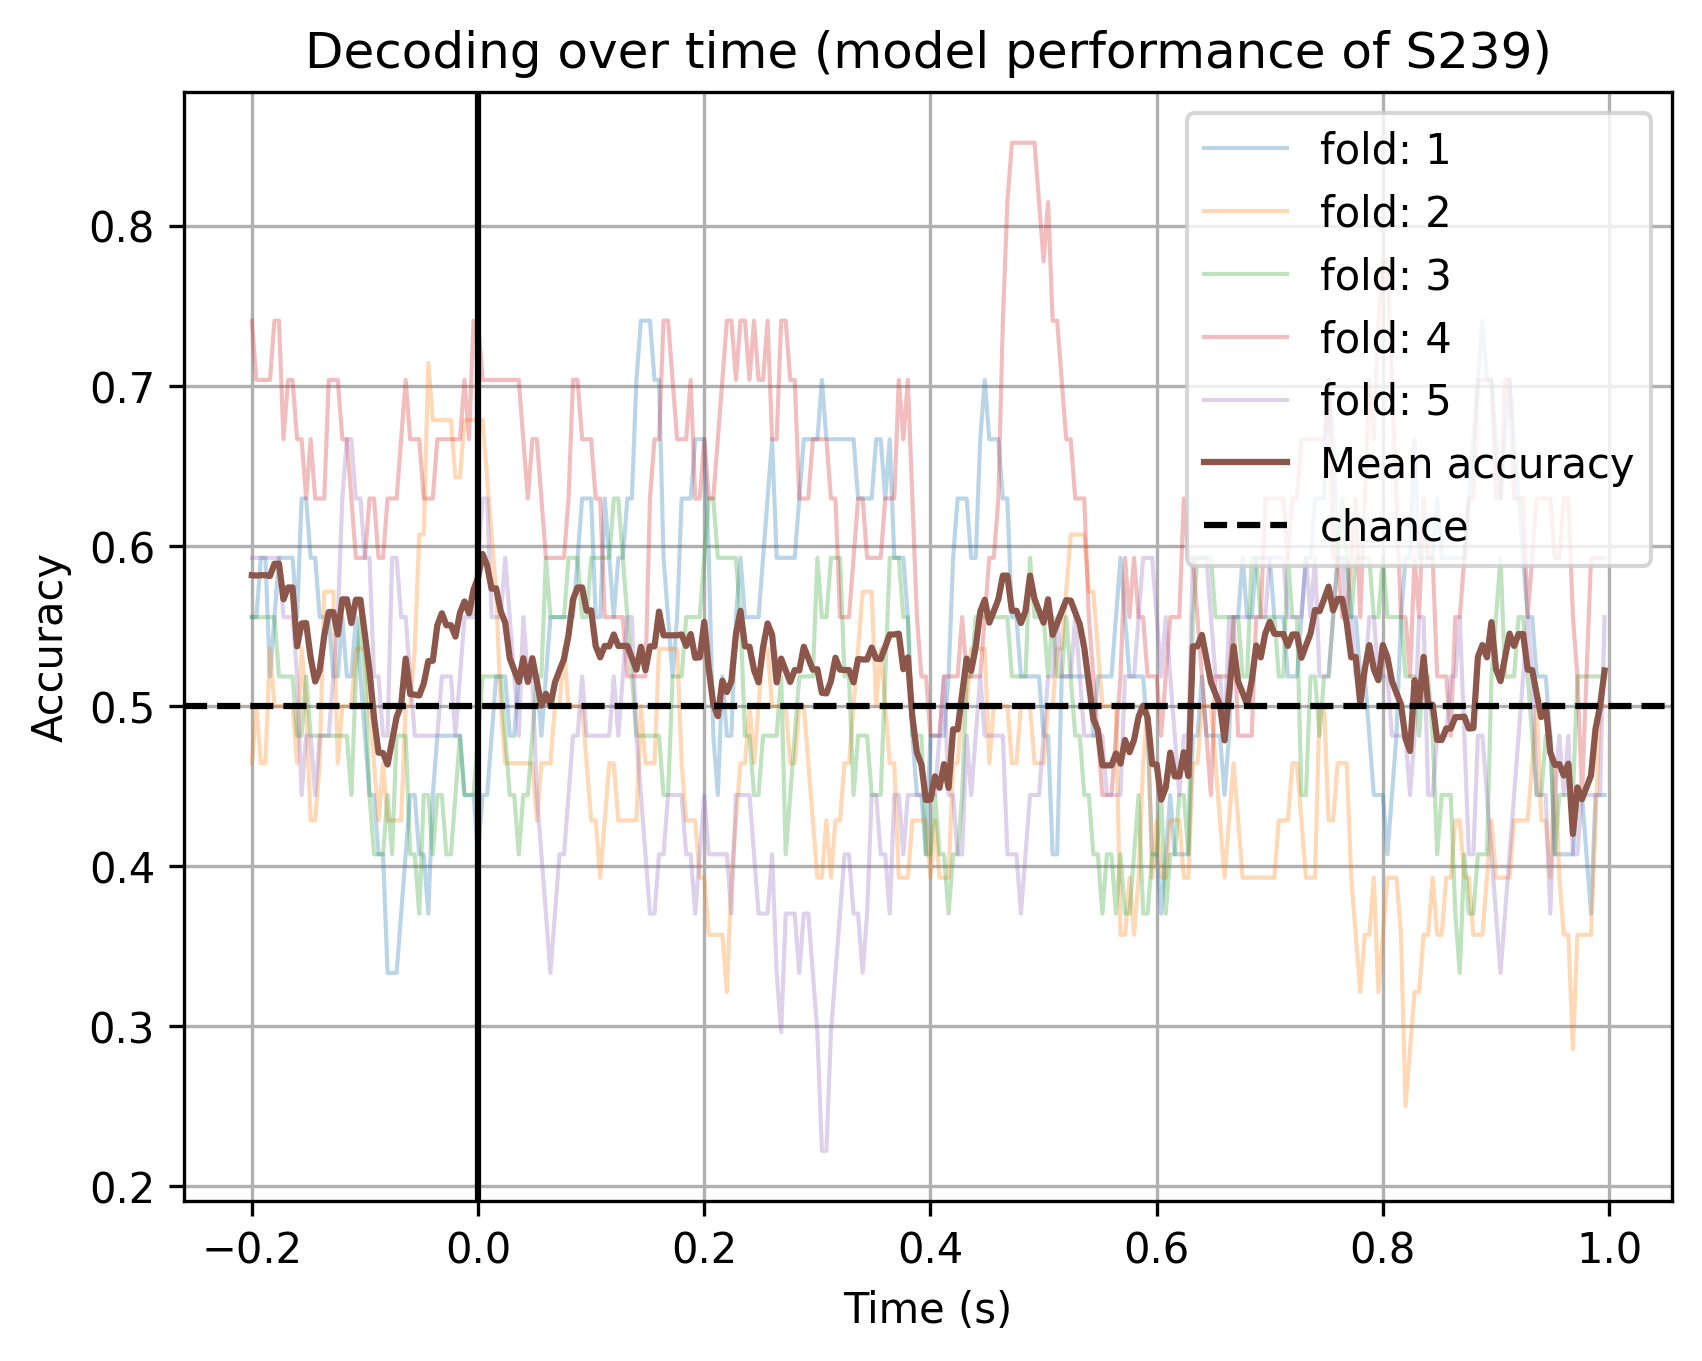 Decoding over time (model performance of S239)
fold: 1
fold: 2
fold: 3
fold: 4
fold: 5
Mean accuracy
chance
Accuracy
0.8
0.7
0.6
0.5
0.4
0.3
0.2
−0.2 0.0 0.2 0.4 0.6 0.8 1.0
Time (s)